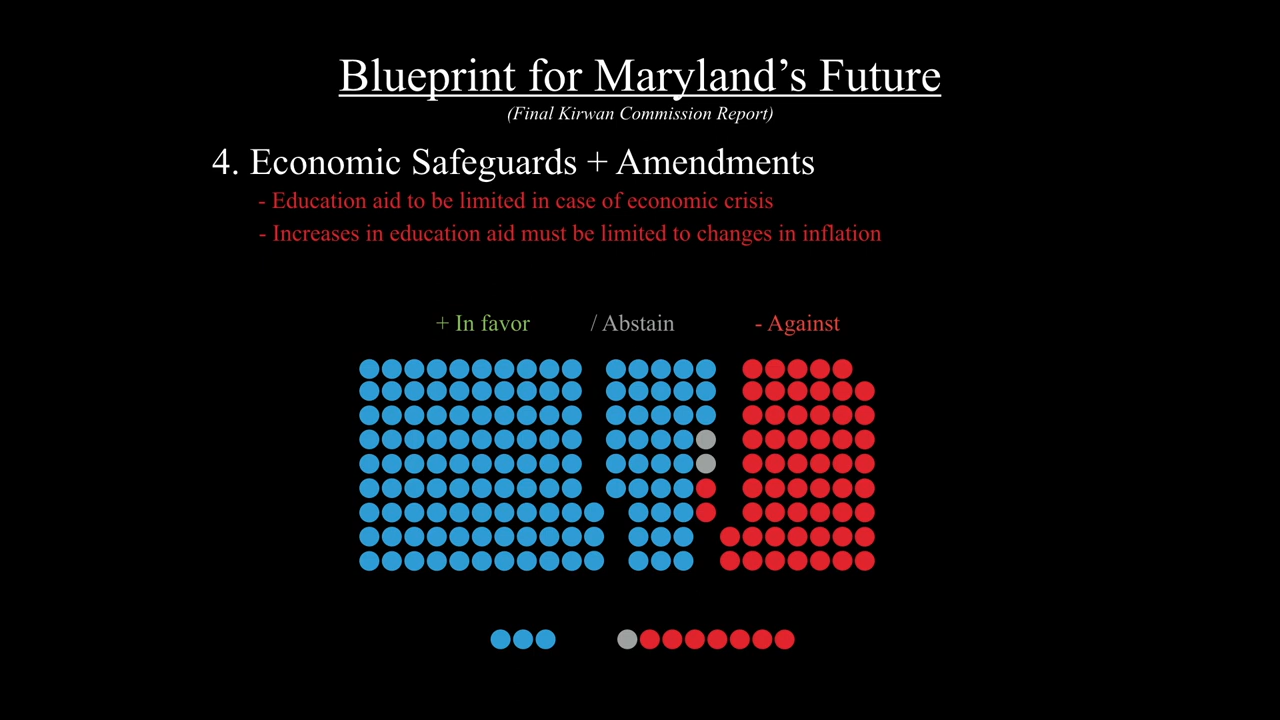 Blueprint for Maryland’s Future
(Final Kirwan Commission Report)
4. Economic Safeguards + Amendments
- Education aid to be limited in case of economic crisis
- Increases in education aid must be limited to changes in inflation
+ In favor / Abstain - Against